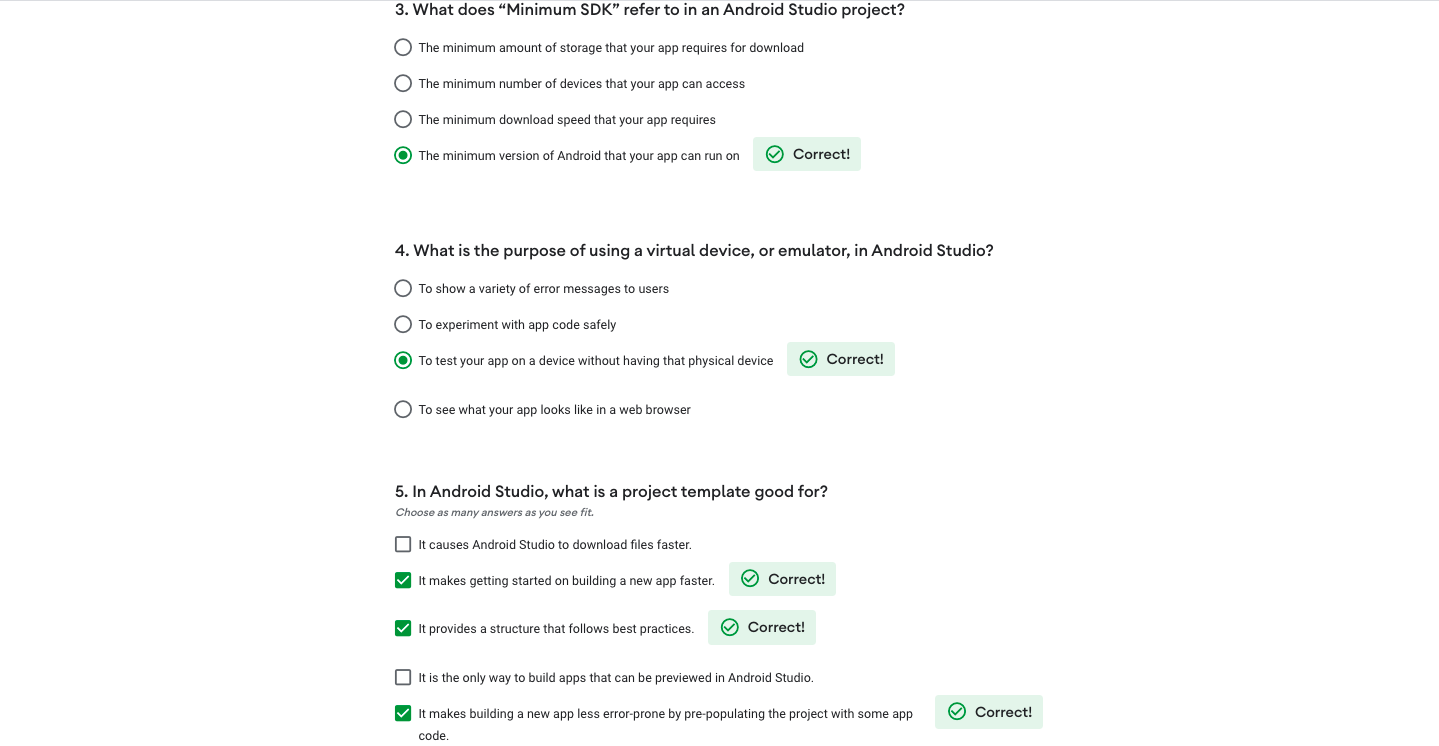 3. What does “Minimum SDK” refer to in an Android Studio project?
The minimum amount of storage that your app requires for download
The minimum number of devices that your app can access
The minimum download speed that your app requires
The minimum version of Android that your app can run on Correct!
4. What is the purpose of using a virtual device, or emulator, in Android Studio?
To show a variety of error messages to users
To experiment with app code safely
To test your app on a device without having that physical device Correct!
To see what your app looks like in a web browser
5. In Android Studio, what is a project template good for?
Choose as many answers as you see fit.
It causes Android Studio to download files faster.
It makes getting started on building a new app faster. Correct!
It provides a structure that follows best practices. Correct!
It is the only way to build apps that can be previewed in Android Studio.
It makes building a new app less error-prone by pre-populating the project with some app Correct!
code.